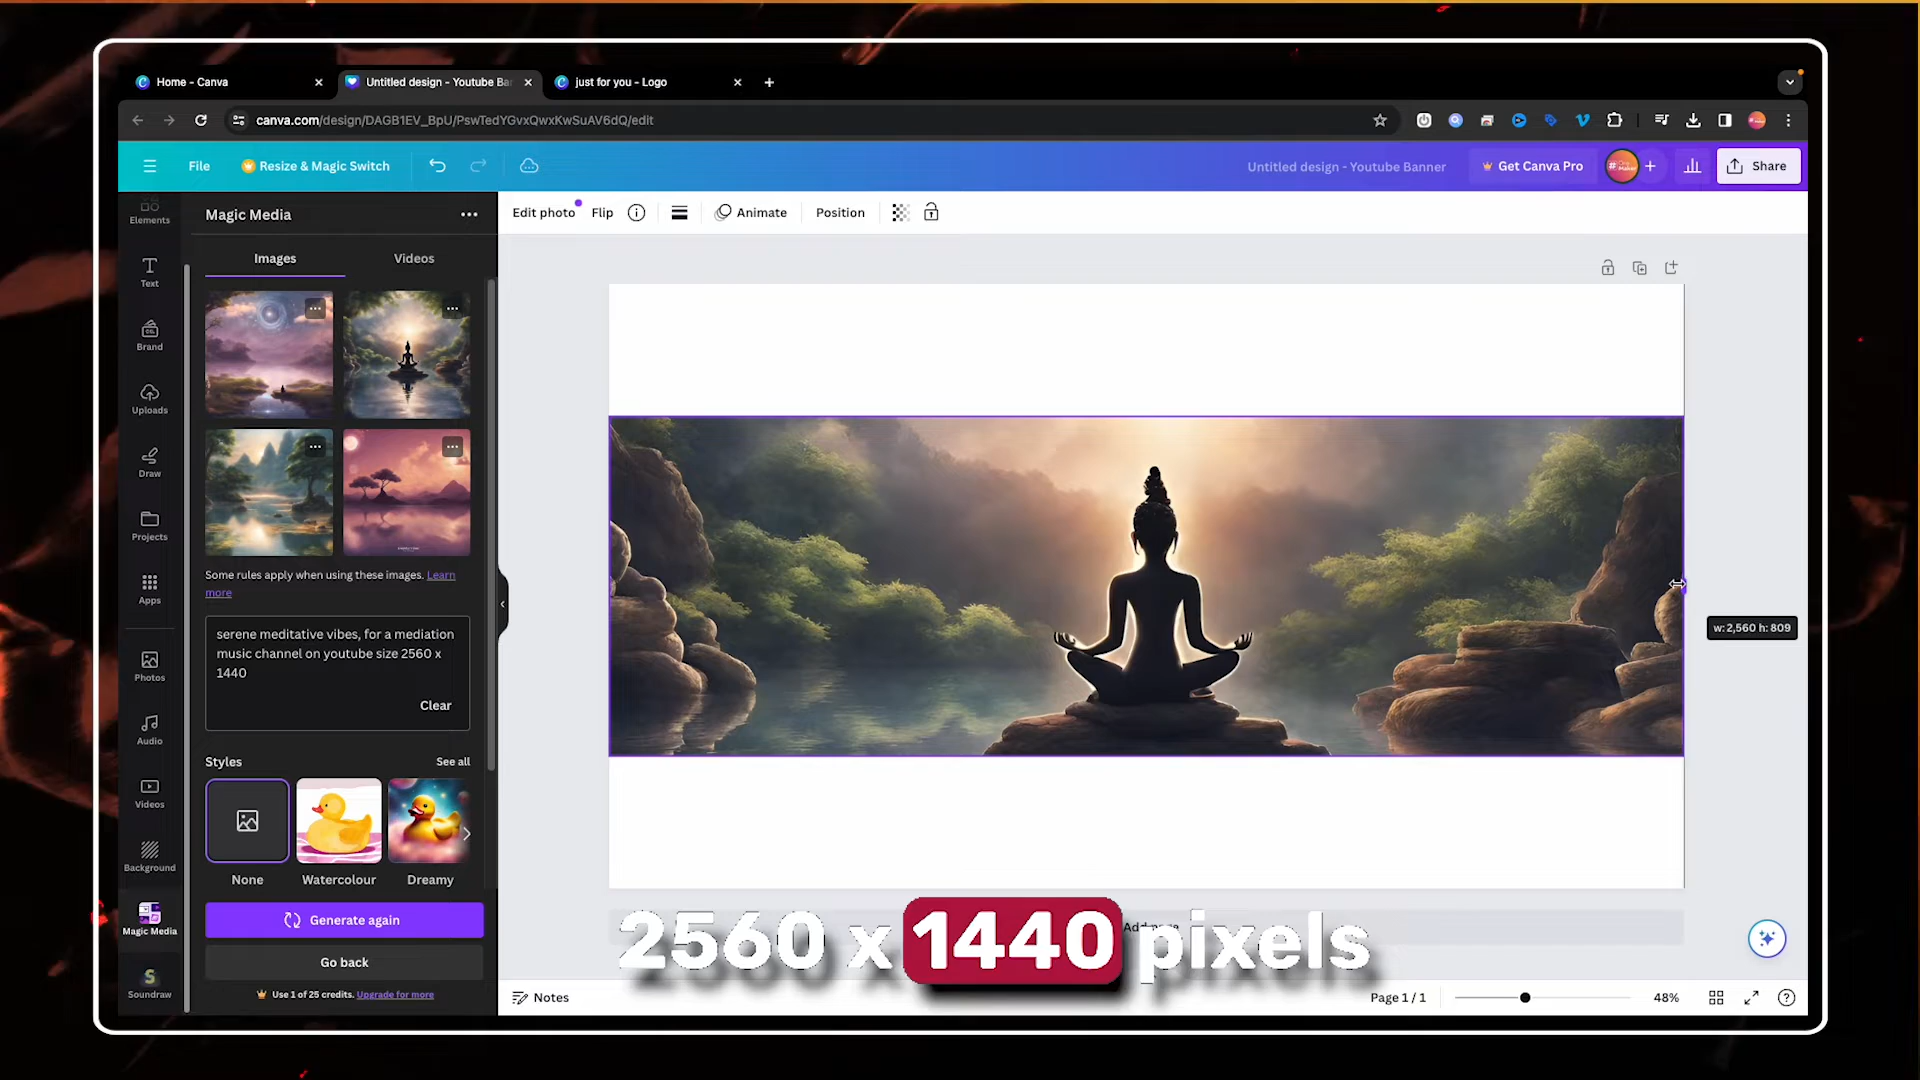 Home - Canva
Untitled design - Youtube Ba
just for you - Logo
canva.com/design/DAGB1EV_BpU/PswTedYGvxQwxKwSuAV6dQ/edit
File
Resize & Magic Switch
Untitled design - Youtube Banner
Get Canva Pro
Share
Elements
Text
Brand
Uploads
Draw
Projects
Apps
Photos
Audio
Videos
Background
Magic Media
Soundraw
Magic Media
Images
Videos
Some rules apply when using these images. Learn
more
serene meditative vibes, for a mediation
music channel on youtube size 2560 x
1440
Clear
Styles
See all
None
Watercolour
Dreamy
Generate again
Go back
Use 1 of 25 credits. Upgrade for more
Edit photo
Flip
Animate
Position
w: 2,560 h: 809
2560 x 1440 pixels
Notes
Page 1 / 1
48%